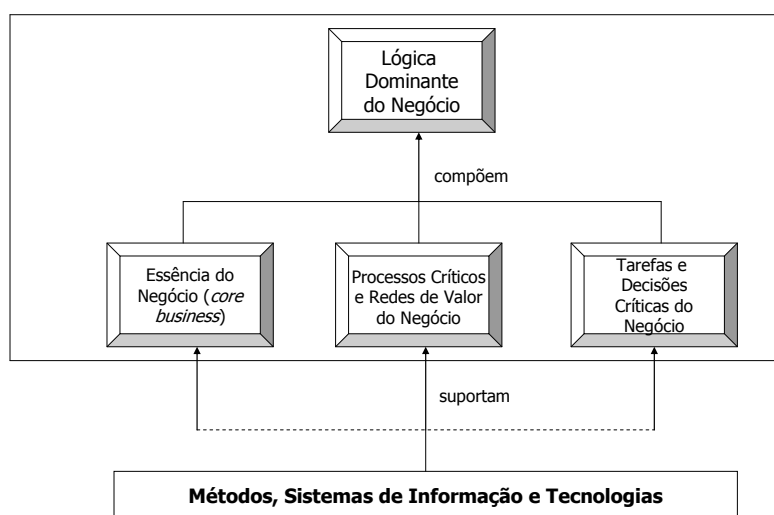 Lógica
Dominante
do Negócio
compõem
Essência do
Negócio (core
business)
Processos Críticos
e Redes de Valor
do Negócio
Tarefas e
Decisões
Críticas do
Negócio
suportam
Métodos, Sistemas de Informação e Tecnologias